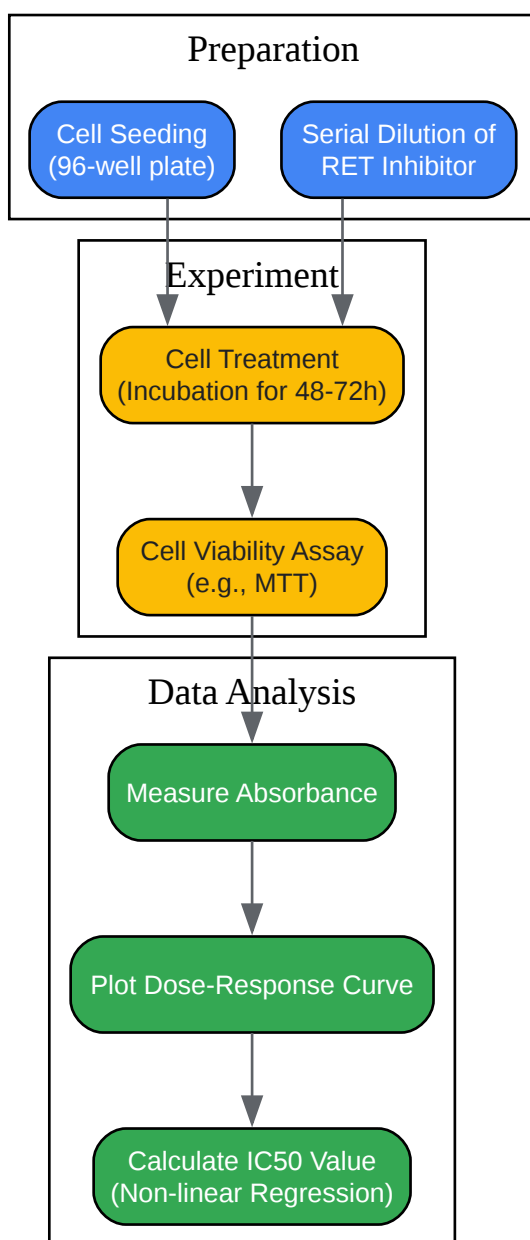 Preparation
Cell Seeding
(96-well plate)
Serial Dilution of
RET Inhibitor
Experiment
Cell Treatment
(Incubation for 48-72h)
Cell Viability Assay
(e.g., MTT)
Data Analysis
Measure Absorbance
Plot Dose-Response Curve
Calculate IC50 Value
(Non-linear Regression)